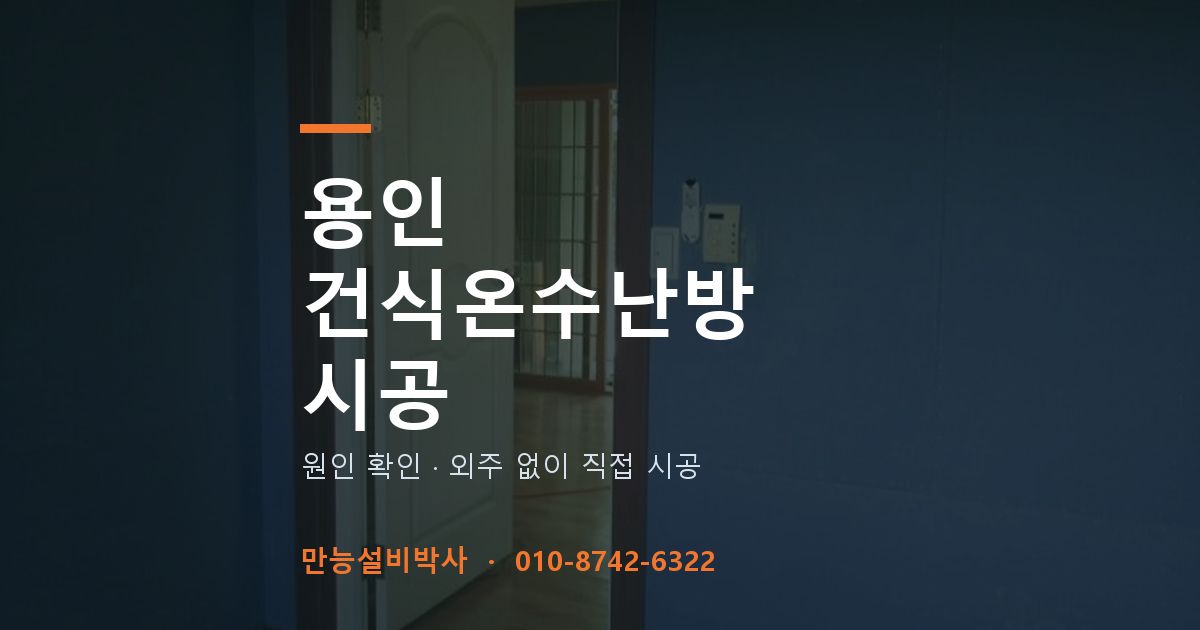 용인
건식온수난방
시공
원인 확인 · 외주 없이 직접 시공
만능설비박사 · 010-8742-6322